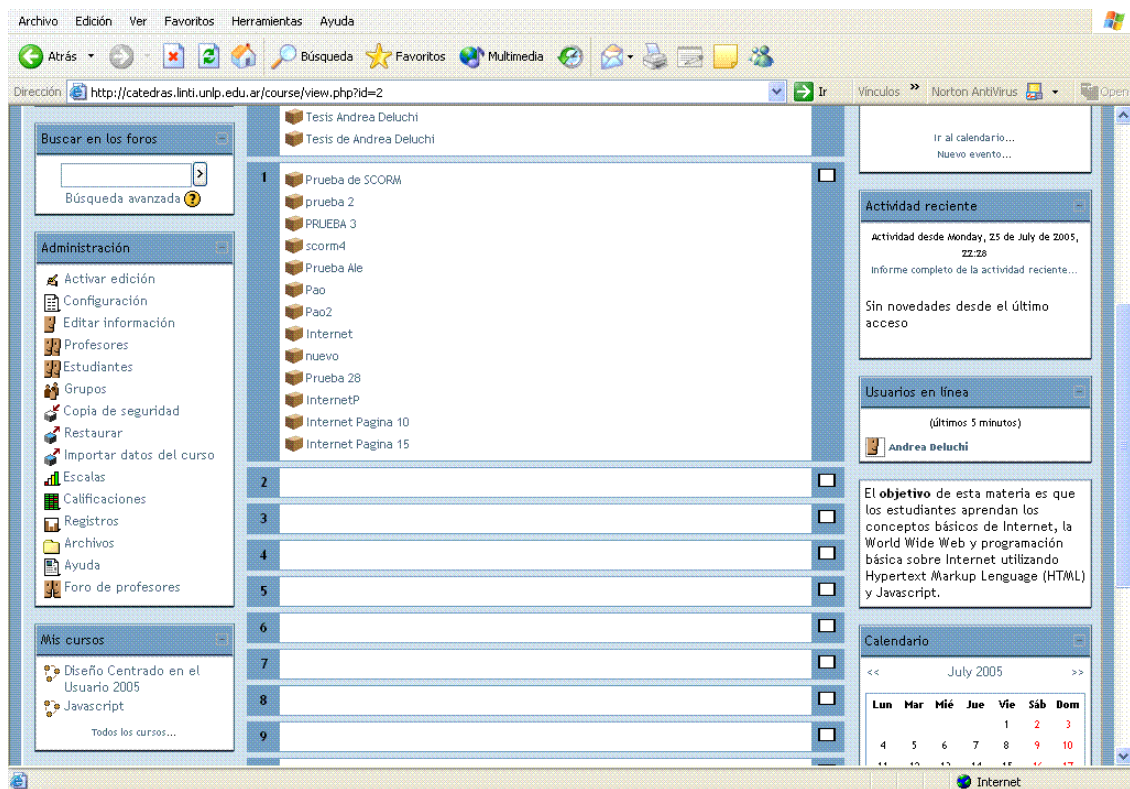 Archivo Edición Ver Favoritos Herramientas Ayuda
Atrás Búsqueda Favoritos Multimedia
Dirección http://catedras.linti.unlp.edu.ar/course/view.php?id=2 Ir Vínculos >> Norton AntiVirus Open
Buscar en los foros
Búsqueda avanzada ?
Administración
Activar edición
Configuración
Editar información
Profesores
Estudiantes
Grupos
Copia de seguridad
Restaurar
Importar datos del curso
Escalas
Calificaciones
Registros
Archivos
Ayuda
Foro de profesores
Mis cursos
Diseño Centrado en el
Usuario 2005
Javascript
Todos los cursos...
Tesis Andrea Deluchi
Tesis de Andrea Deluchi
1
Prueba de SCORM
prueba 2
PRUEBA 3
scorm4
Prueba Ale
Pao
Pao2
Internet
nuevo
Prueba 28
InternetP
Internet Pagina 10
Internet Pagina 15
2
3
4
5
6
7
8
9
Ir al calendario...
Nuevo evento...
Actividad reciente
Actividad desde Monday, 25 de July de 2005,
22:28
Informe completo de la actividad reciente...
Sin novedades desde el último
acceso
Usuarios en línea
(últimos 5 minutos)
Andrea Deluchi
El objetivo de esta materia es que
los estudiantes aprendan los
conceptos básicos de Internet, la
World Wide Web y programación
básica sobre Internet utilizando
Hypertext Markup Lenguage (HTML)
y Javascript.
Calendario
<< July 2005 >>
Lun Mar Mié Jue Vie Sáb Dom
1 2 3
4 5 6 7 8 9 10
11 12 13 14 15 16 17
Internet